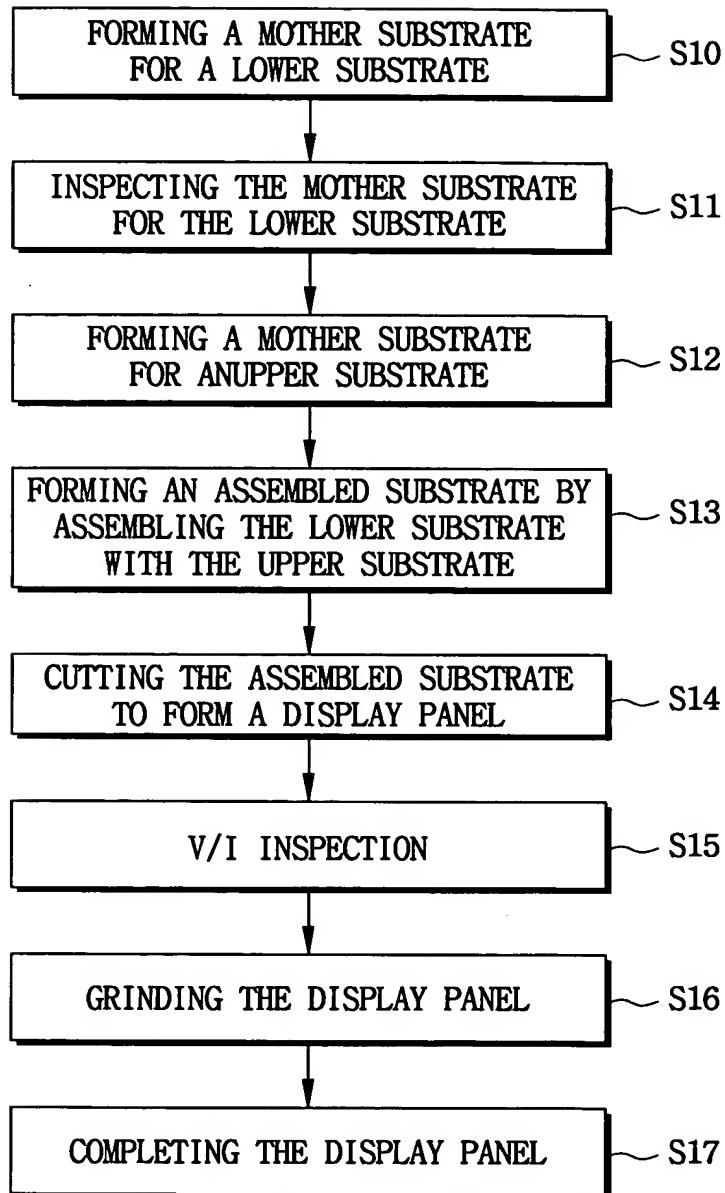 FORMING A MOTHER SUBSTRATE
FOR A LOWER SUBSTRATE
S10
INSPECTING THE MOTHER SUBSTRATE
FOR THE LOWER SUBSTRATE
S11
FORMING A MOTHER SUBSTRATE
FOR ANUPPER SUBSTRATE
S12
FORMING AN ASSEMBLED SUBSTRATE BY
ASSEMBLING THE LOWER SUBSTRATE
WITH THE UPPER SUBSTRATE
S13
CUTTING THE ASSEMBLED SUBSTRATE
TO FORM A DISPLAY PANEL
S14
V/I INSPECTION
S15
GRINDING THE DISPLAY PANEL
S16
COMPLETING THE DISPLAY PANEL
S17